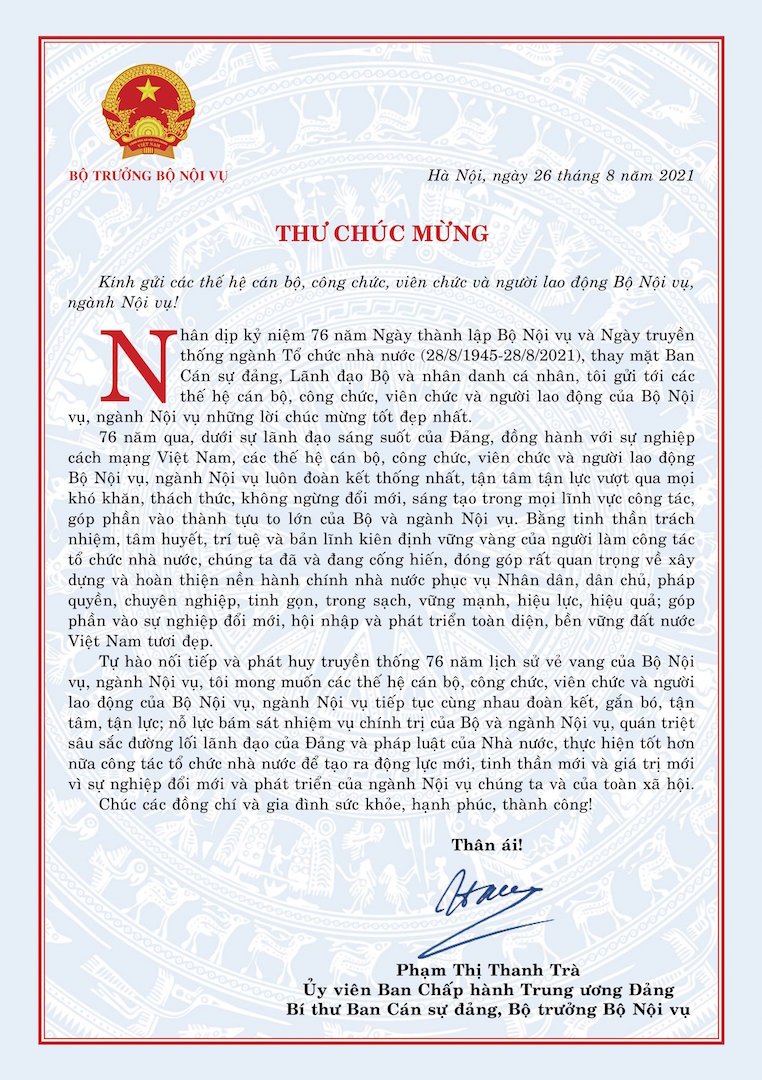 VIỆT NAM
BỘ TRƯỞNG BỘ NỘI VỤ
Hà Nội, ngày 26 tháng 8 năm 2021
THƯ CHÚC MỪNG
Kính gửi các thế hệ cán bộ, công chức, viên chức và người lao động Bộ Nội vụ,
ngành Nội vụ!
Nhân dịp kỷ niệm 76 năm Ngày thành lập Bộ Nội vụ và Ngày truyền
thống ngành Tổ chức nhà nước (28/8/1945-28/8/2021), thay mặt Ban
Cán sự đảng, Lãnh đạo Bộ và nhân danh cá nhân, tôi gửi tới các
thế hệ cán bộ, công chức, viên chức và người lao động của Bộ Nội
vụ, ngành Nội vụ những lời chúc mừng tốt đẹp nhất.
76 năm qua, dưới sự lãnh đạo sáng suốt của Đảng, đồng hành với sự nghiệp
cách mạng Việt Nam, các thế hệ cán bộ, công chức, viên chức và người lao động
Bộ Nội vụ, ngành Nội vụ luôn đoàn kết thống nhất, tận tâm tận lực vượt qua mọi
khó khăn, thách thức, không ngừng đổi mới, sáng tạo trong mọi lĩnh vực công tác,
góp phần vào thành tựu to lớn của Bộ và ngành Nội vụ. Bằng tinh thần trách
nhiệm, tâm huyết, trí tuệ và bản lĩnh kiên định vững vàng của người làm công tác
tổ chức nhà nước, chúng ta đã và đang cống hiến, đóng góp rất quan trọng về xây
dựng và hoàn thiện nền hành chính nhà nước phục vụ Nhân dân, dân chủ, pháp
quyền, chuyên nghiệp, tinh gọn, trong sạch, vững mạnh, hiệu lực, hiệu quả; góp
phần vào sự nghiệp đổi mới, hội nhập và phát triển toàn diện, bền vững đất nước
Việt Nam tươi đẹp.
Tự hào nối tiếp và phát huy truyền thống 76 năm lịch sử vẻ vang của Bộ Nội
vụ, ngành Nội vụ, tôi mong muốn các thế hệ cán bộ, công chức, viên chức và người
lao động của Bộ Nội vụ, ngành Nội vụ tiếp tục cùng nhau đoàn kết, gắn bó, tận
tâm, tận lực; nỗ lực bám sát nhiệm vụ chính trị của Bộ và ngành Nội vụ, quán triệt
sâu sắc đường lối lãnh đạo của Đảng và pháp luật của Nhà nước, thực hiện tốt hơn
nữa công tác tổ chức nhà nước để tạo ra động lực mới, tinh thần mới và giá trị mới
vì sự nghiệp đổi mới và phát triển của ngành Nội vụ chúng ta và của toàn xã hội.
Chúc các đồng chí và gia đình sức khỏe, hạnh phúc, thành công!
Thân ái!
Phạm Thị Thanh Trà
Ủy viên Ban Chấp hành Trung ương Đảng
Bí thư Ban Cán sự đảng, Bộ trưởng Bộ Nội vụ